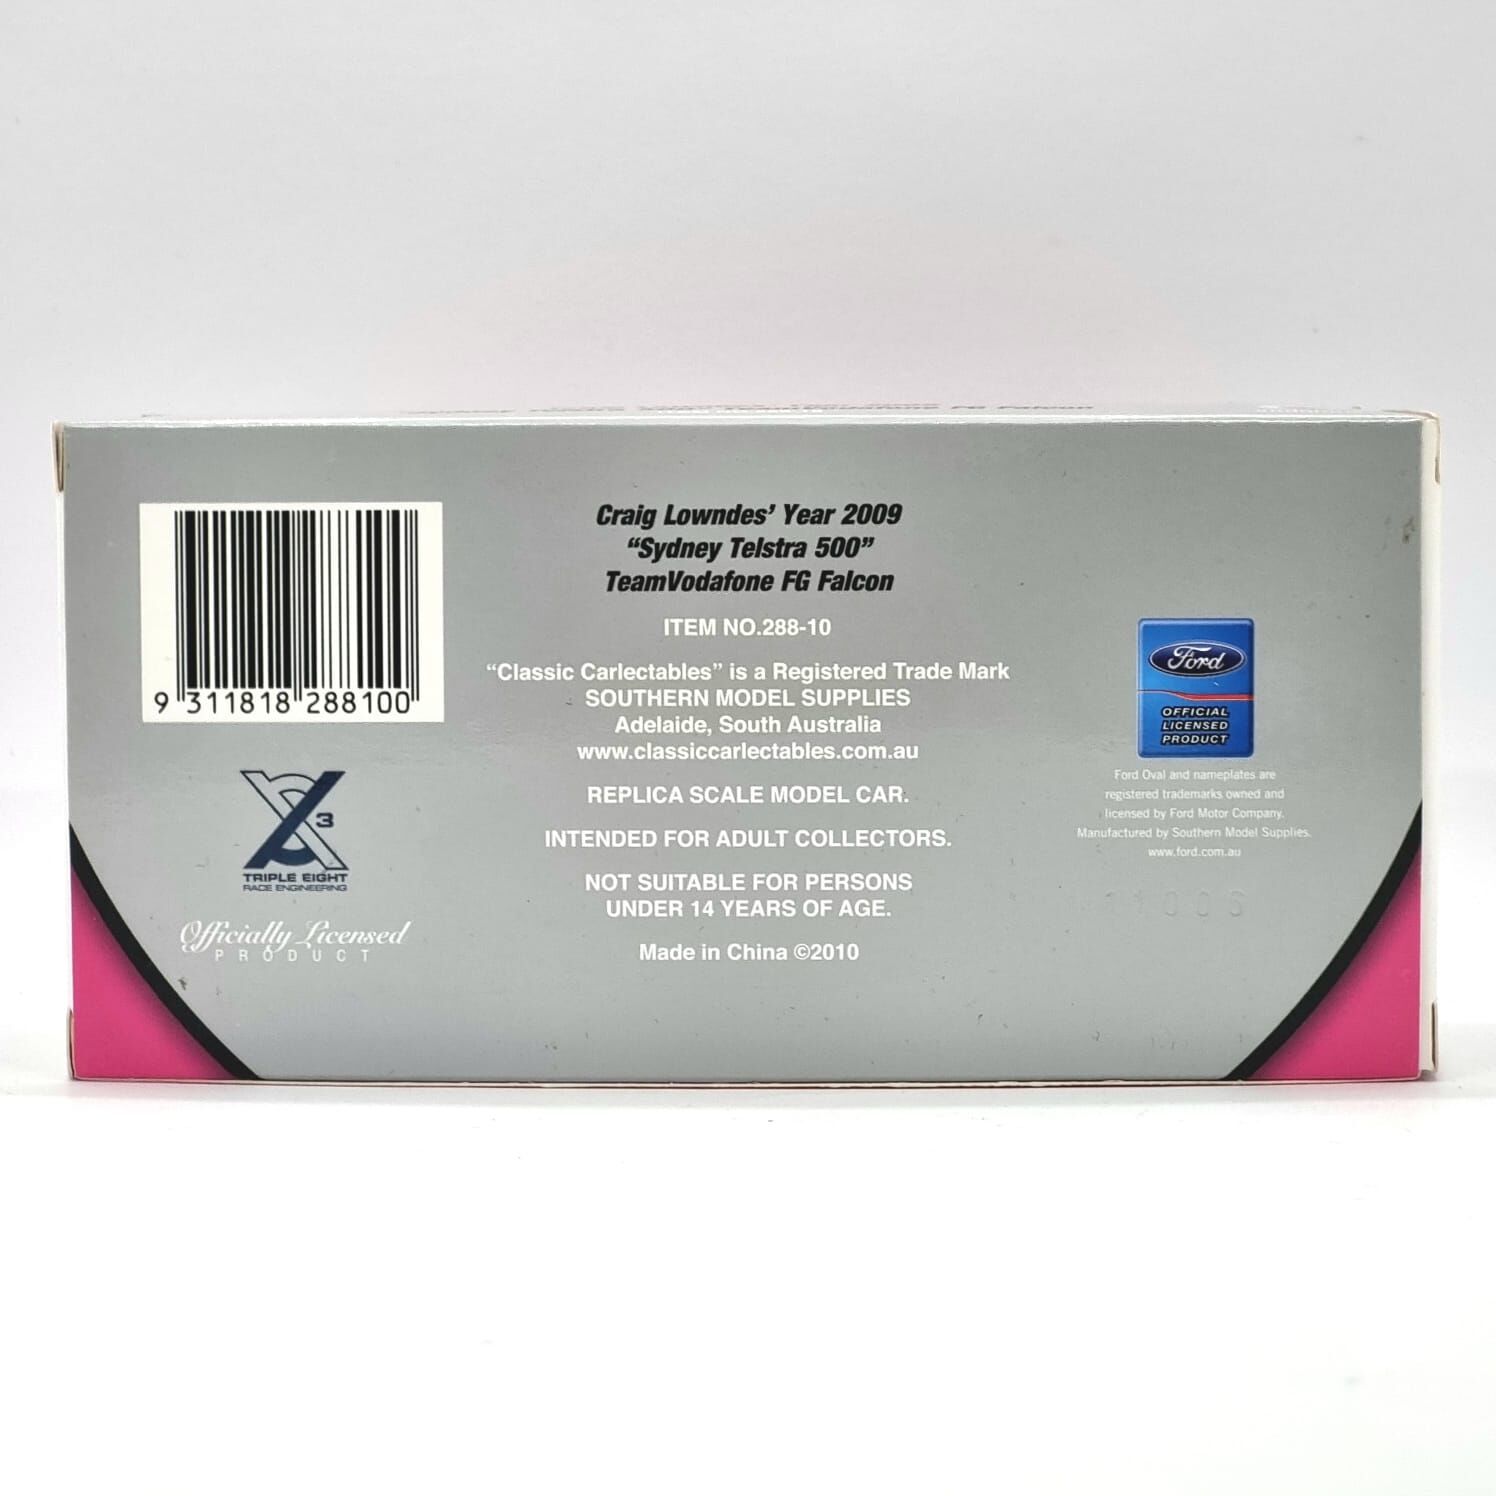 Craig Lowndes' Year 2009
“Sydney Telstra 500”
TeamVodafone FG Falcon
ITEM NO.288-10
“Classic Carlectables” is a Registered Trade Mark
SOUTHERN MODEL SUPPLIES
Adelaide, South Australia
www.classiccarlectables.com.au
REPLICA SCALE MODEL CAR.
INTENDED FOR ADULT COLLECTORS.
NOT SUITABLE FOR PERSONS
UNDER 14 YEARS OF AGE.
Made in China ©2010
9 311818 288100
3
TRIPLE EIGHT
RACE ENGINEERING
Officially Licensed
PRODUCT
Ford
OFFICIAL
LICENSED
PRODUCT
Ford Oval and nameplates are
registered trademarks owned and
licensed by Ford Motor Company.
Manufactured by Southern Model Supplies.
www.ford.com.au